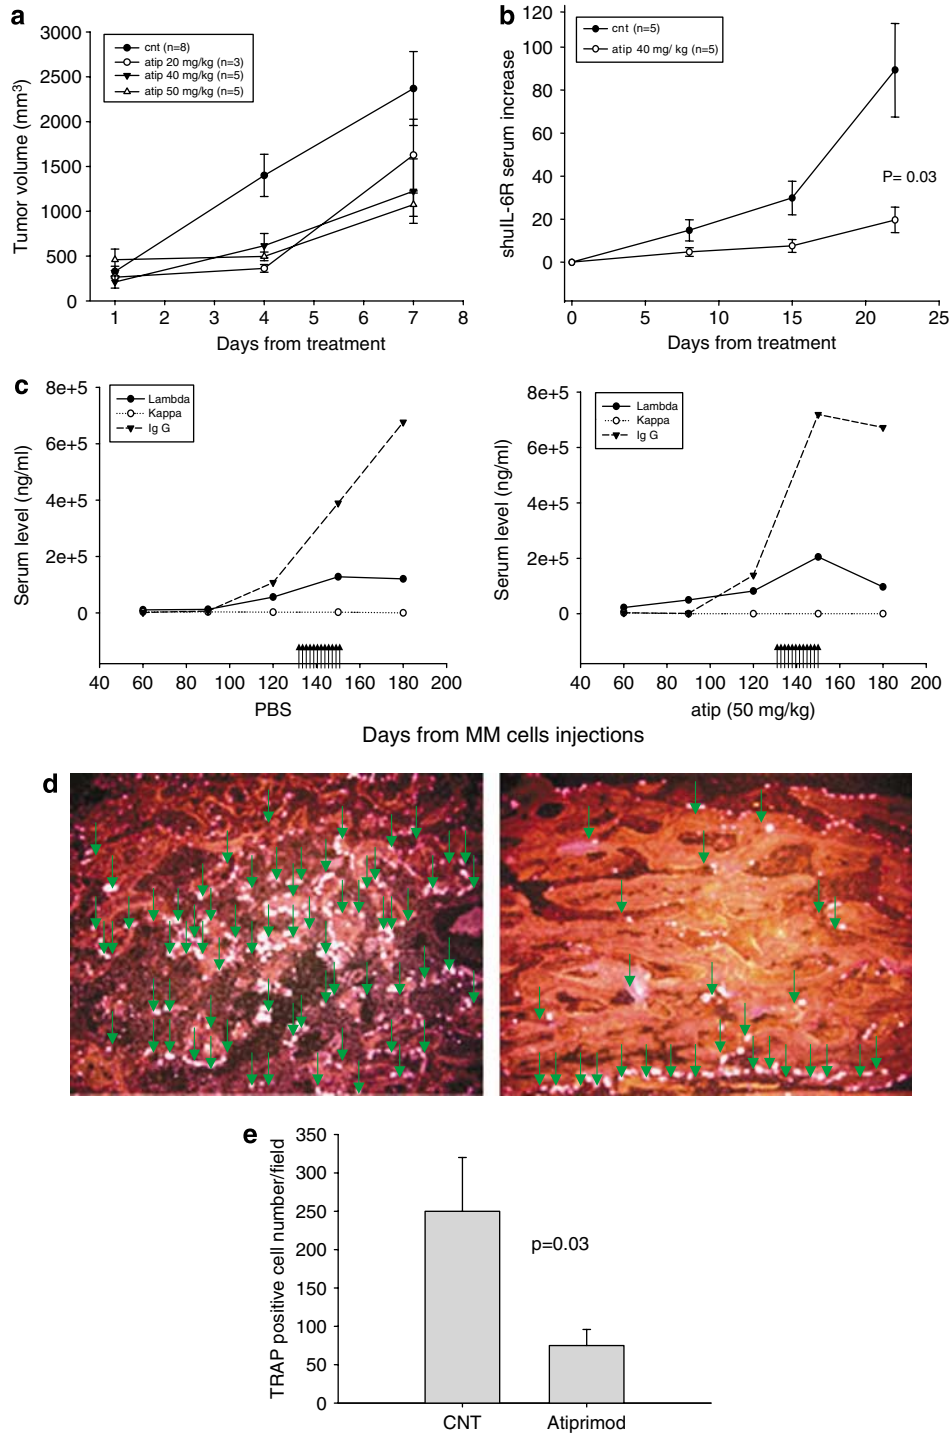 a
Tumor volume (mm³)
3000
2500
2000
1500
1000
500
0
cnt (n=8)
atip 20 mg/kg (n=3)
atip 40 mg/kg (n=5)
atip 50 mg/kg (n=5)
1 2 3 4 5 6 7 8
Days from treatment
b
shuIL-6R serum increase
120
100
80
60
40
20
0
cnt (n=5)
atip 40 mg/ kg (n=5)
P= 0.03
0 5 10 15 20 25
Days from treatment
c
Serum level (ng/ml)
8e+5
6e+5
4e+5
2e+5
0
Lambda
Kappa
Ig G
40 60 80 100 120 140 160 180 200
PBS
Serum level (ng/ml)
8e+5
6e+5
4e+5
2e+5
0
Lambda
Kappa
Ig G
40 60 80 100 120 140 160 180 200
atip (50 mg/kg)
Days from MM cells injections
d
e
TRAP positive cell number/field
350
300
250
200
150
100
50
0
p=0.03
CNT Atiprimod